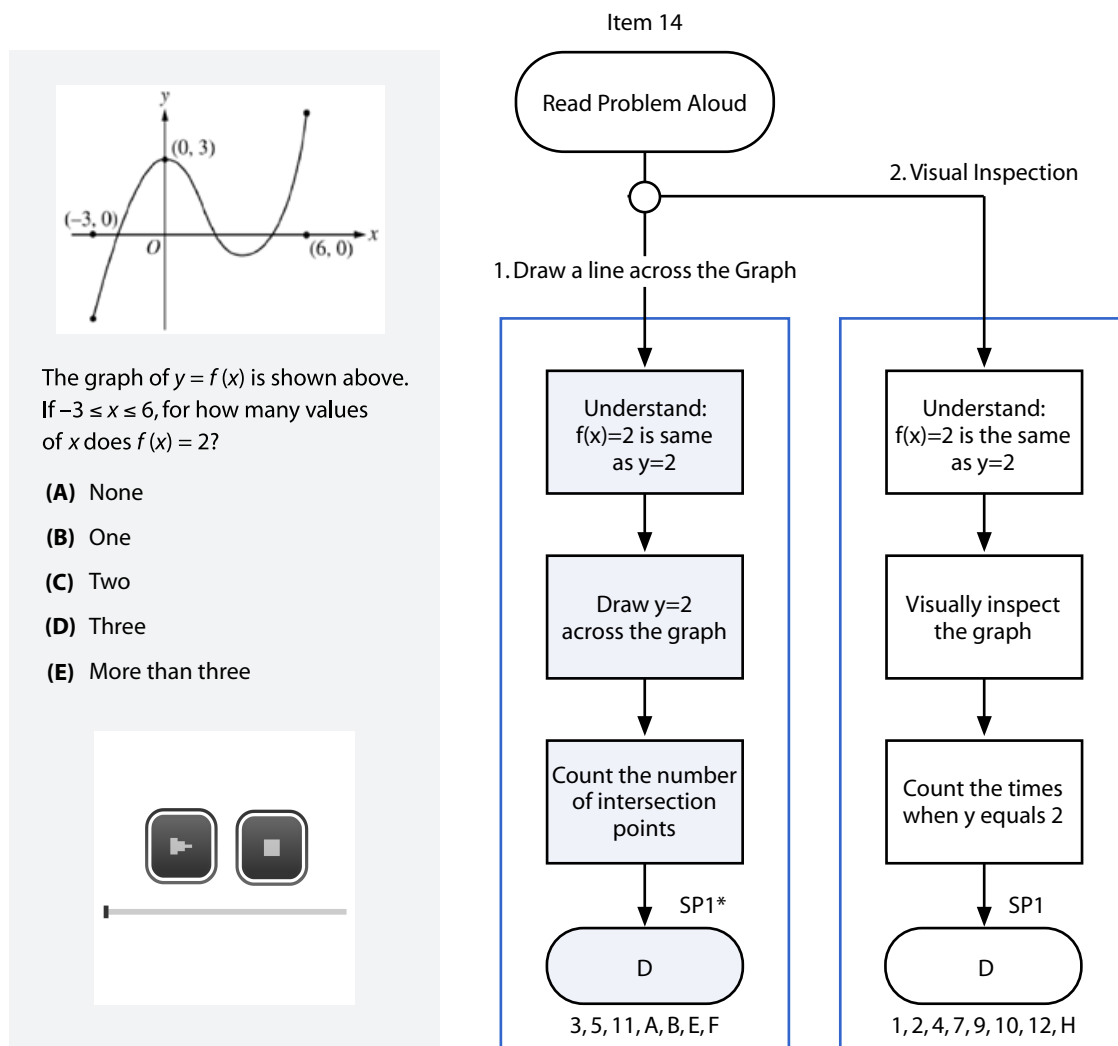 Item 14
y
(0, 3)
(–3, 0)
O
x
(6, 0)
The graph of y = f (x) is shown above.
If –3 ≤ x ≤ 6, for how many values
of x does f (x) = 2?
(A) None
(B) One
(C) Two
(D) Three
(E) More than three
Read Problem Aloud
2. Visual Inspection
1. Draw a line across the Graph
Understand:
f(x)=2 is same
as y=2
Draw y=2
across the graph
Count the number
of intersection
points
SP1*
D
3, 5, 11, A, B, E, F
Understand:
f(x)=2 is the same
as y=2
Visually inspect
the graph
Count the times
when y equals 2
SP1
D
1, 2, 4, 7, 9, 10, 12, H